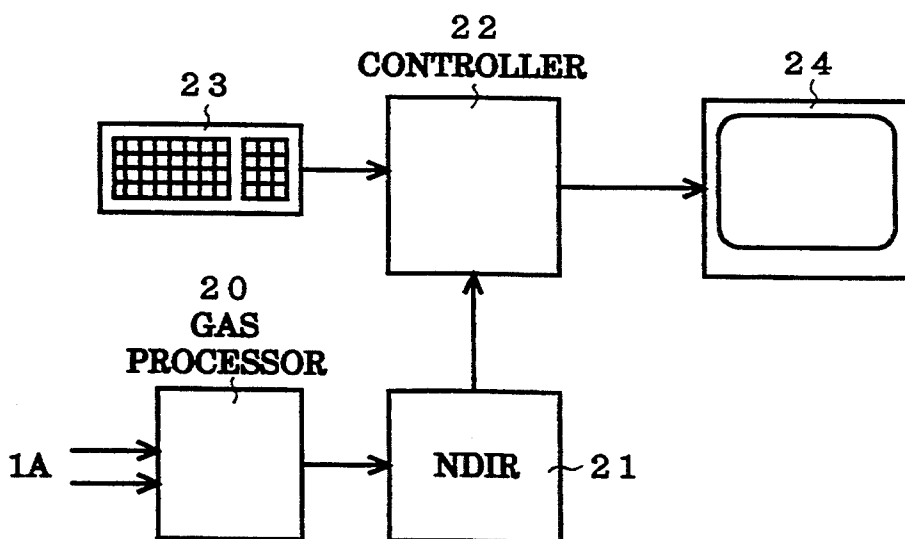 22
CONTROLLER
23
24
20
GAS
PROCESSOR
1A
NDIR
21